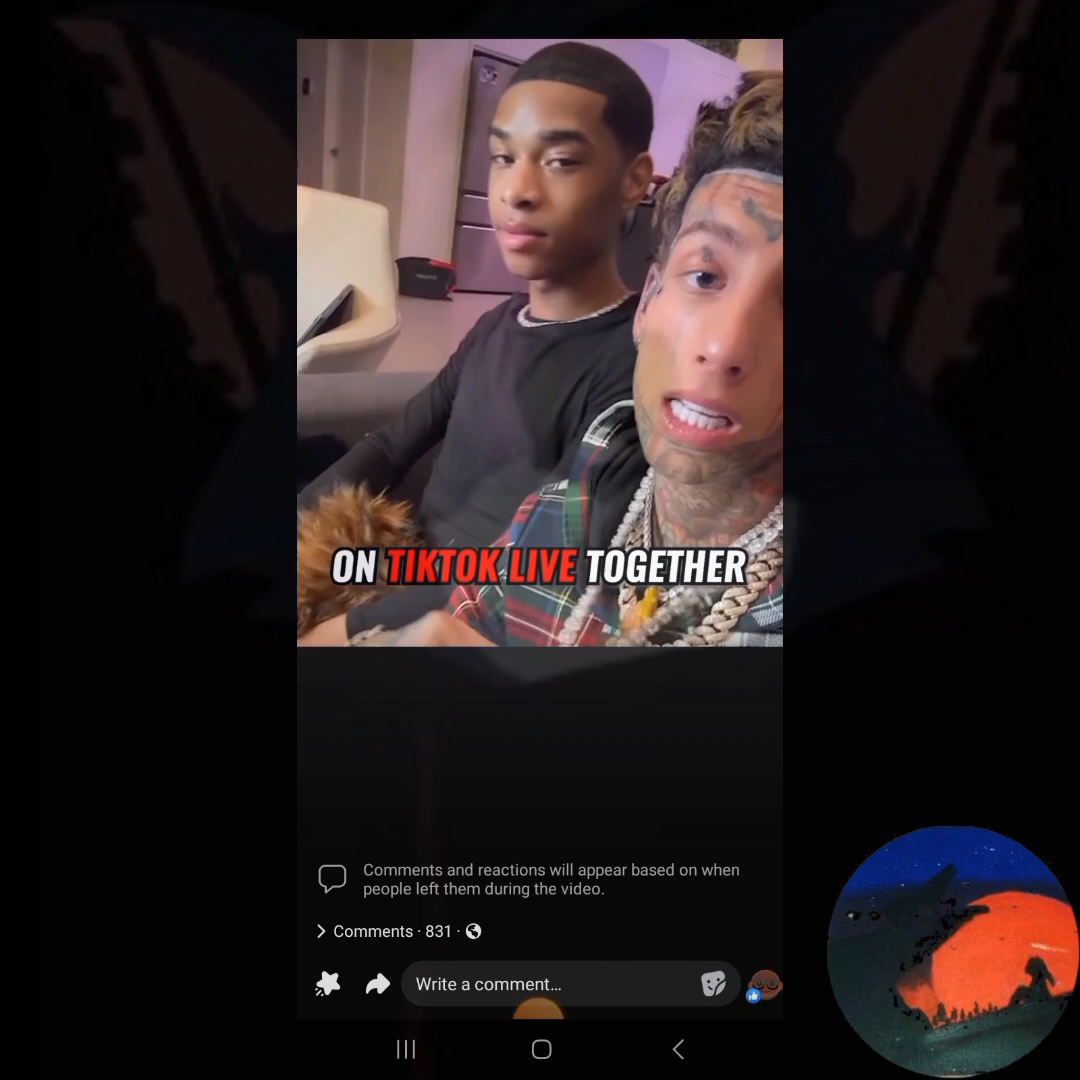 ON TIKTOK LIVE TOGETHER
Comments and reactions will appear based on when
people left them during the video.
Comments · 831 ·
Write a comment…